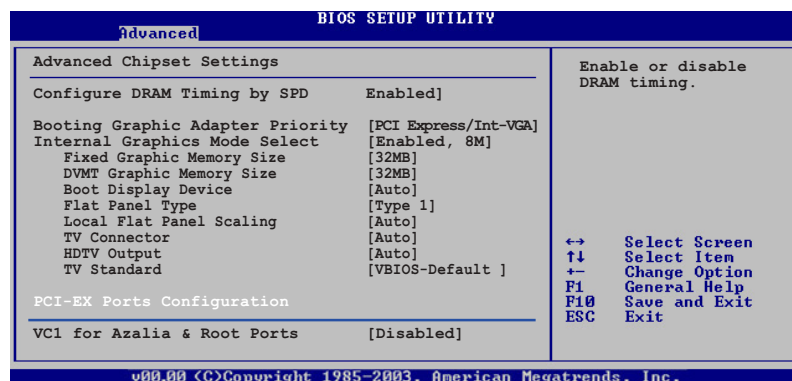 BIOS SETUP UTILITY
Advanced
Advanced Chipset Settings
Configure DRAM Timing by SPD Enabled]
Booting Graphic Adapter Priority [PCI Express/Int-VGA]
Internal Graphics Mode Select [Enabled, 8M]
Fixed Graphic Memory Size [32MB]
DVMT Graphic Memory Size [32MB]
Boot Display Device [Auto]
Flat Panel Type [Type 1]
Local Flat Panel Scaling [Auto]
TV Connector [Auto]
HDTV Output [Auto]
TV Standard [VBIOS-Default ]
PCI-EX Ports Configuration
VC1 for Azalia & Root Ports [Disabled]
Enable or disable
DRAM timing.
↔ Select Screen
↑↓ Select Item
+- Change Option
F1 General Help
F10 Save and Exit
ESC Exit
v00.00 (C)Copyright 1985-2003, American Megatrends, Inc.